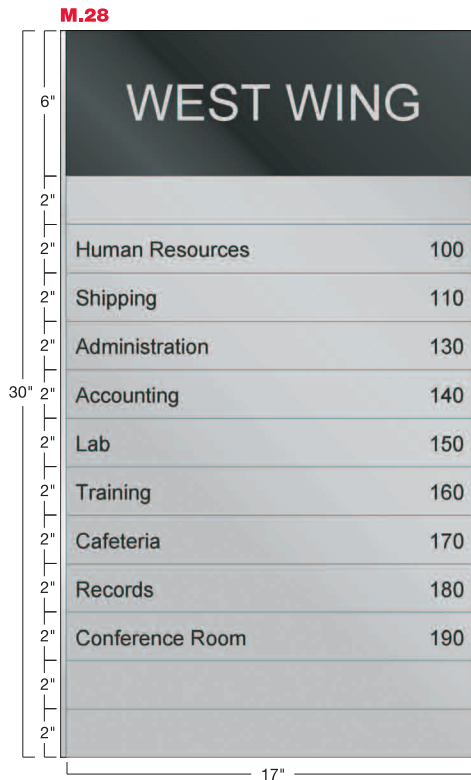 M.28
6"
WEST WING
2"
2" Human Resources 100
2" Shipping 110
2" Administration 130
30" 2" Accounting 140
2" Lab 150
2" Training 160
2" Cafeteria 170
2" Records 180
2" Conference Room 190
2"
2"
17"